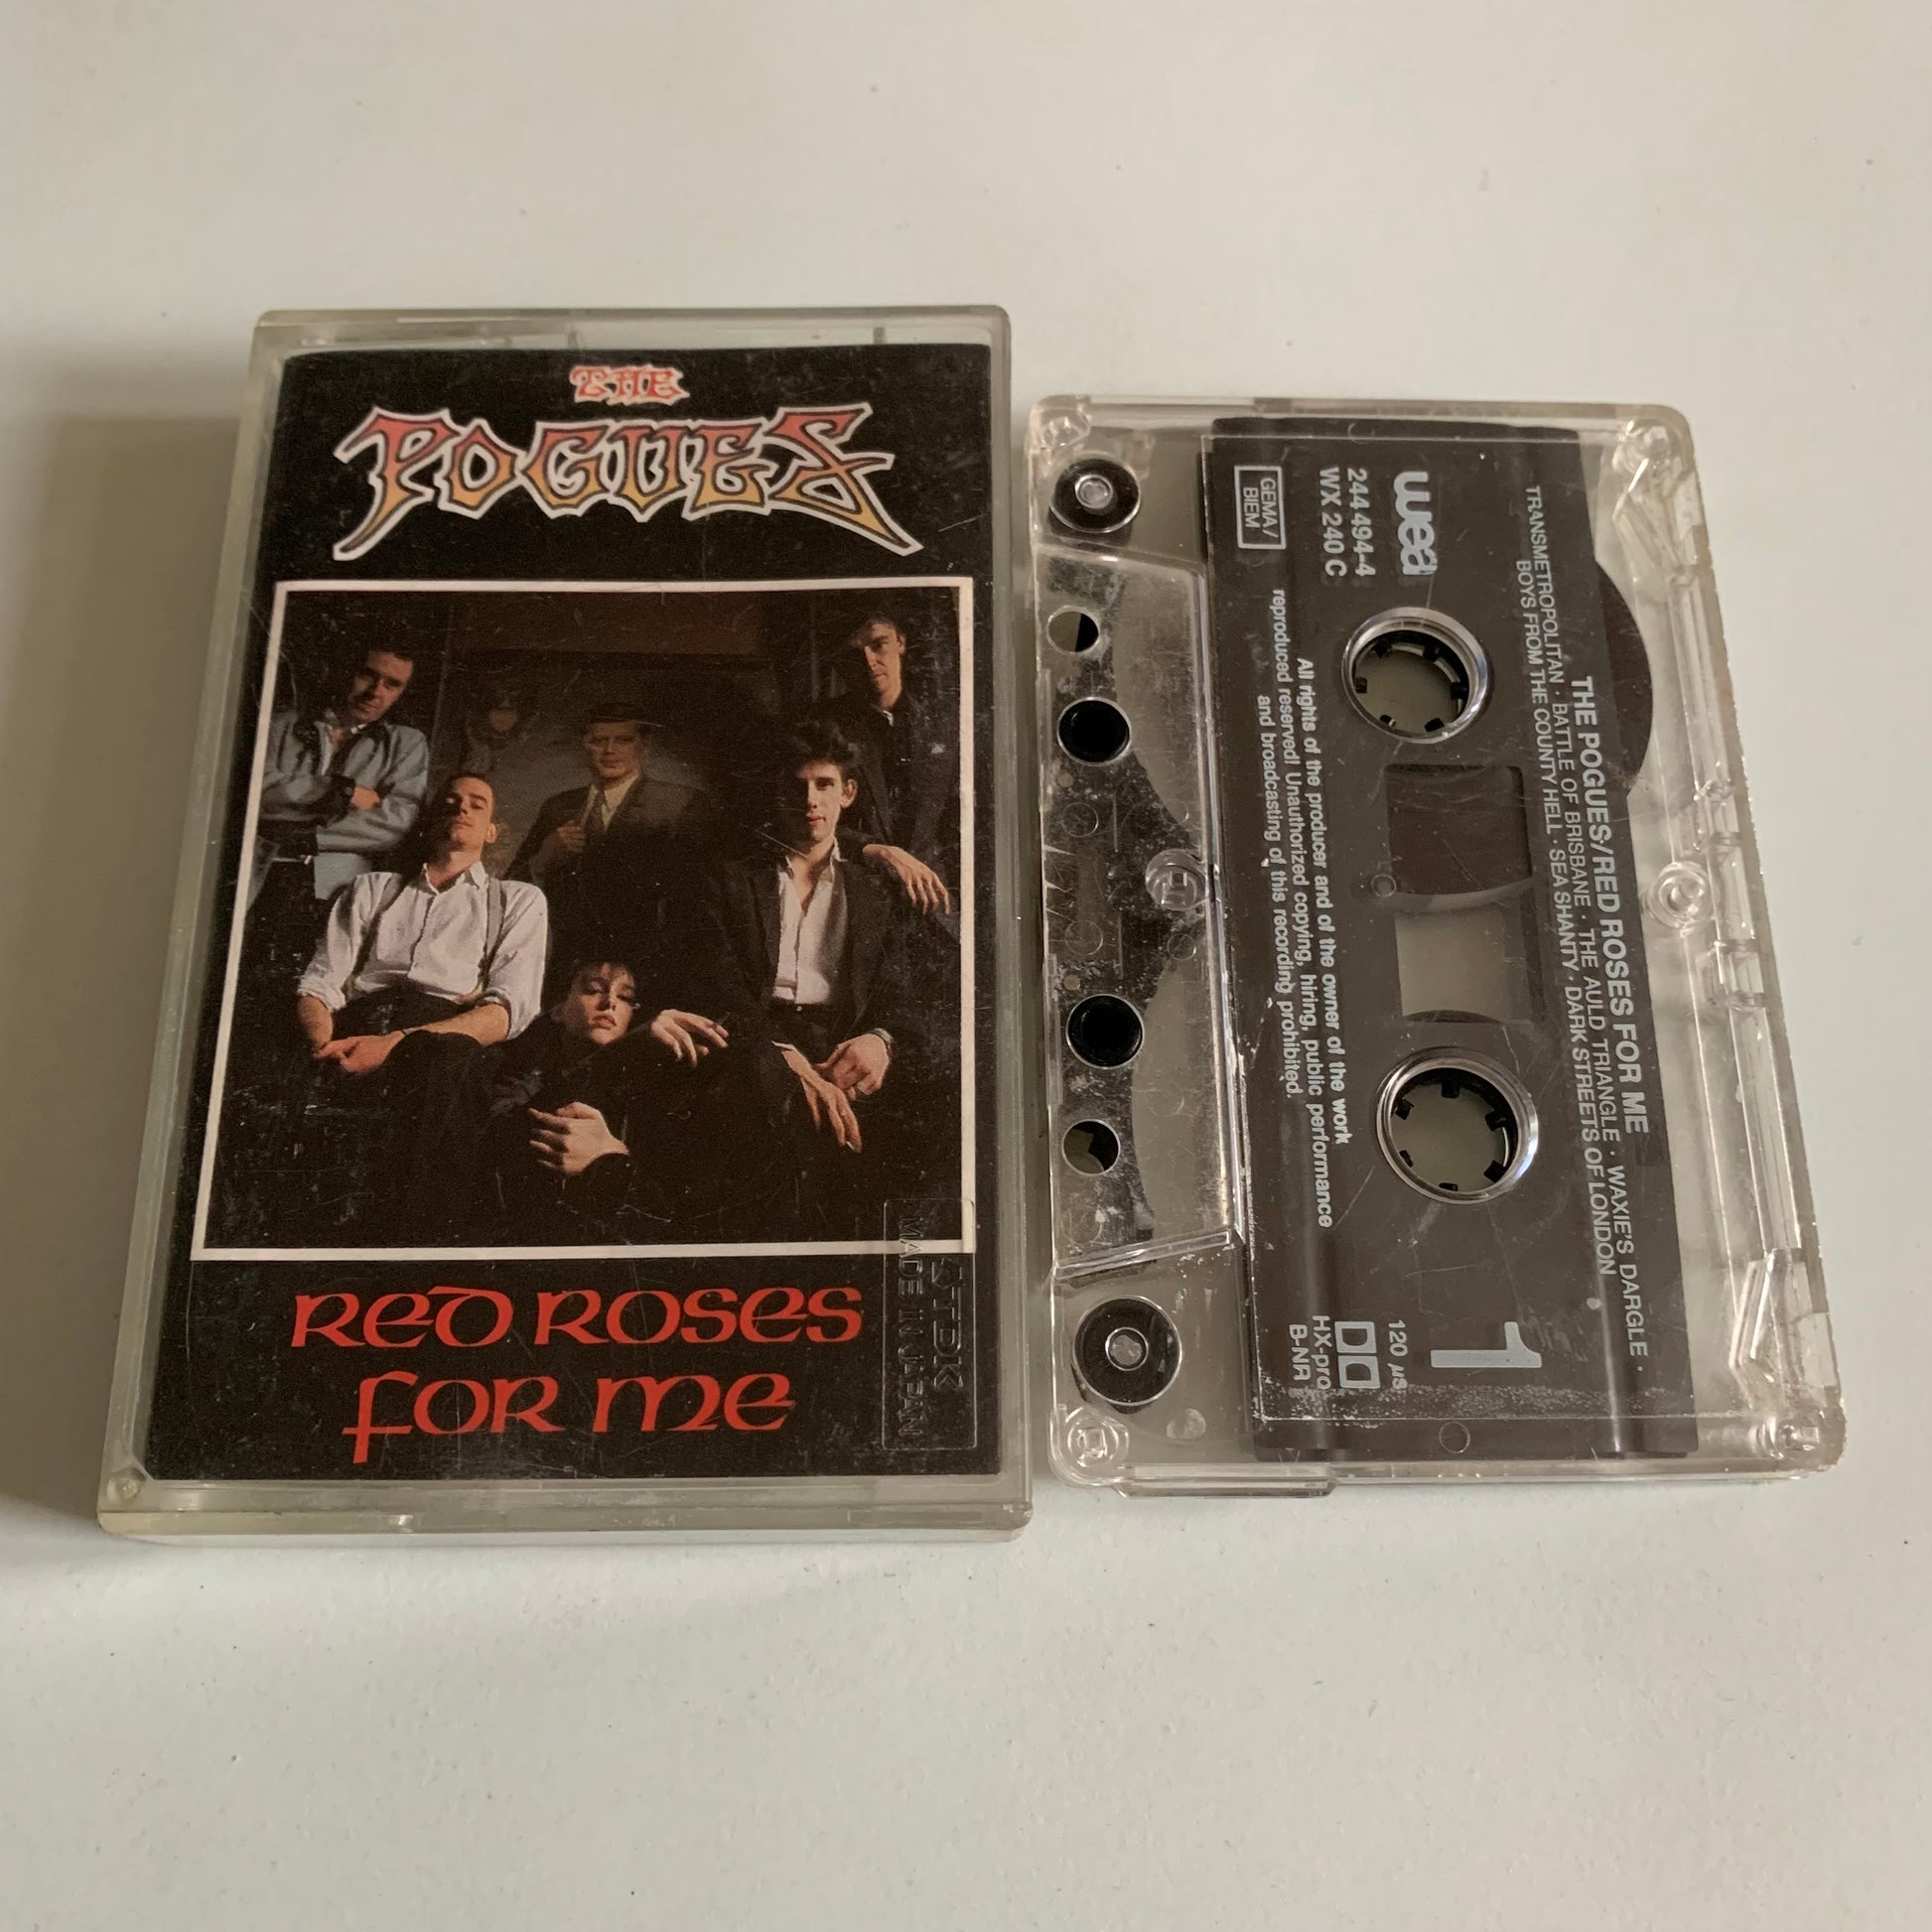 THE
POGUES
RED ROSES
FOR ME
TDK
MADE IN JAPAN
THE POGUES/RED ROSES FOR ME
TRANSMETROPOLITAN · BATTLE OF BRISBANE · THE AULD TRIANGLE · WAXIE'S DARGLE ·
BOYS FROM THE COUNTY HELL · SEA SHANTY · DARK STREETS OF LONDON
wea
244 494-4
WX 240 C
GEMA/
BIEM
1
120 µs
HX-pro
B-NR
All rights of the producer and of the owner of the work
reproduced reserved! Unauthorized copying, hiring, public performance
and broadcasting of this recording prohibited.